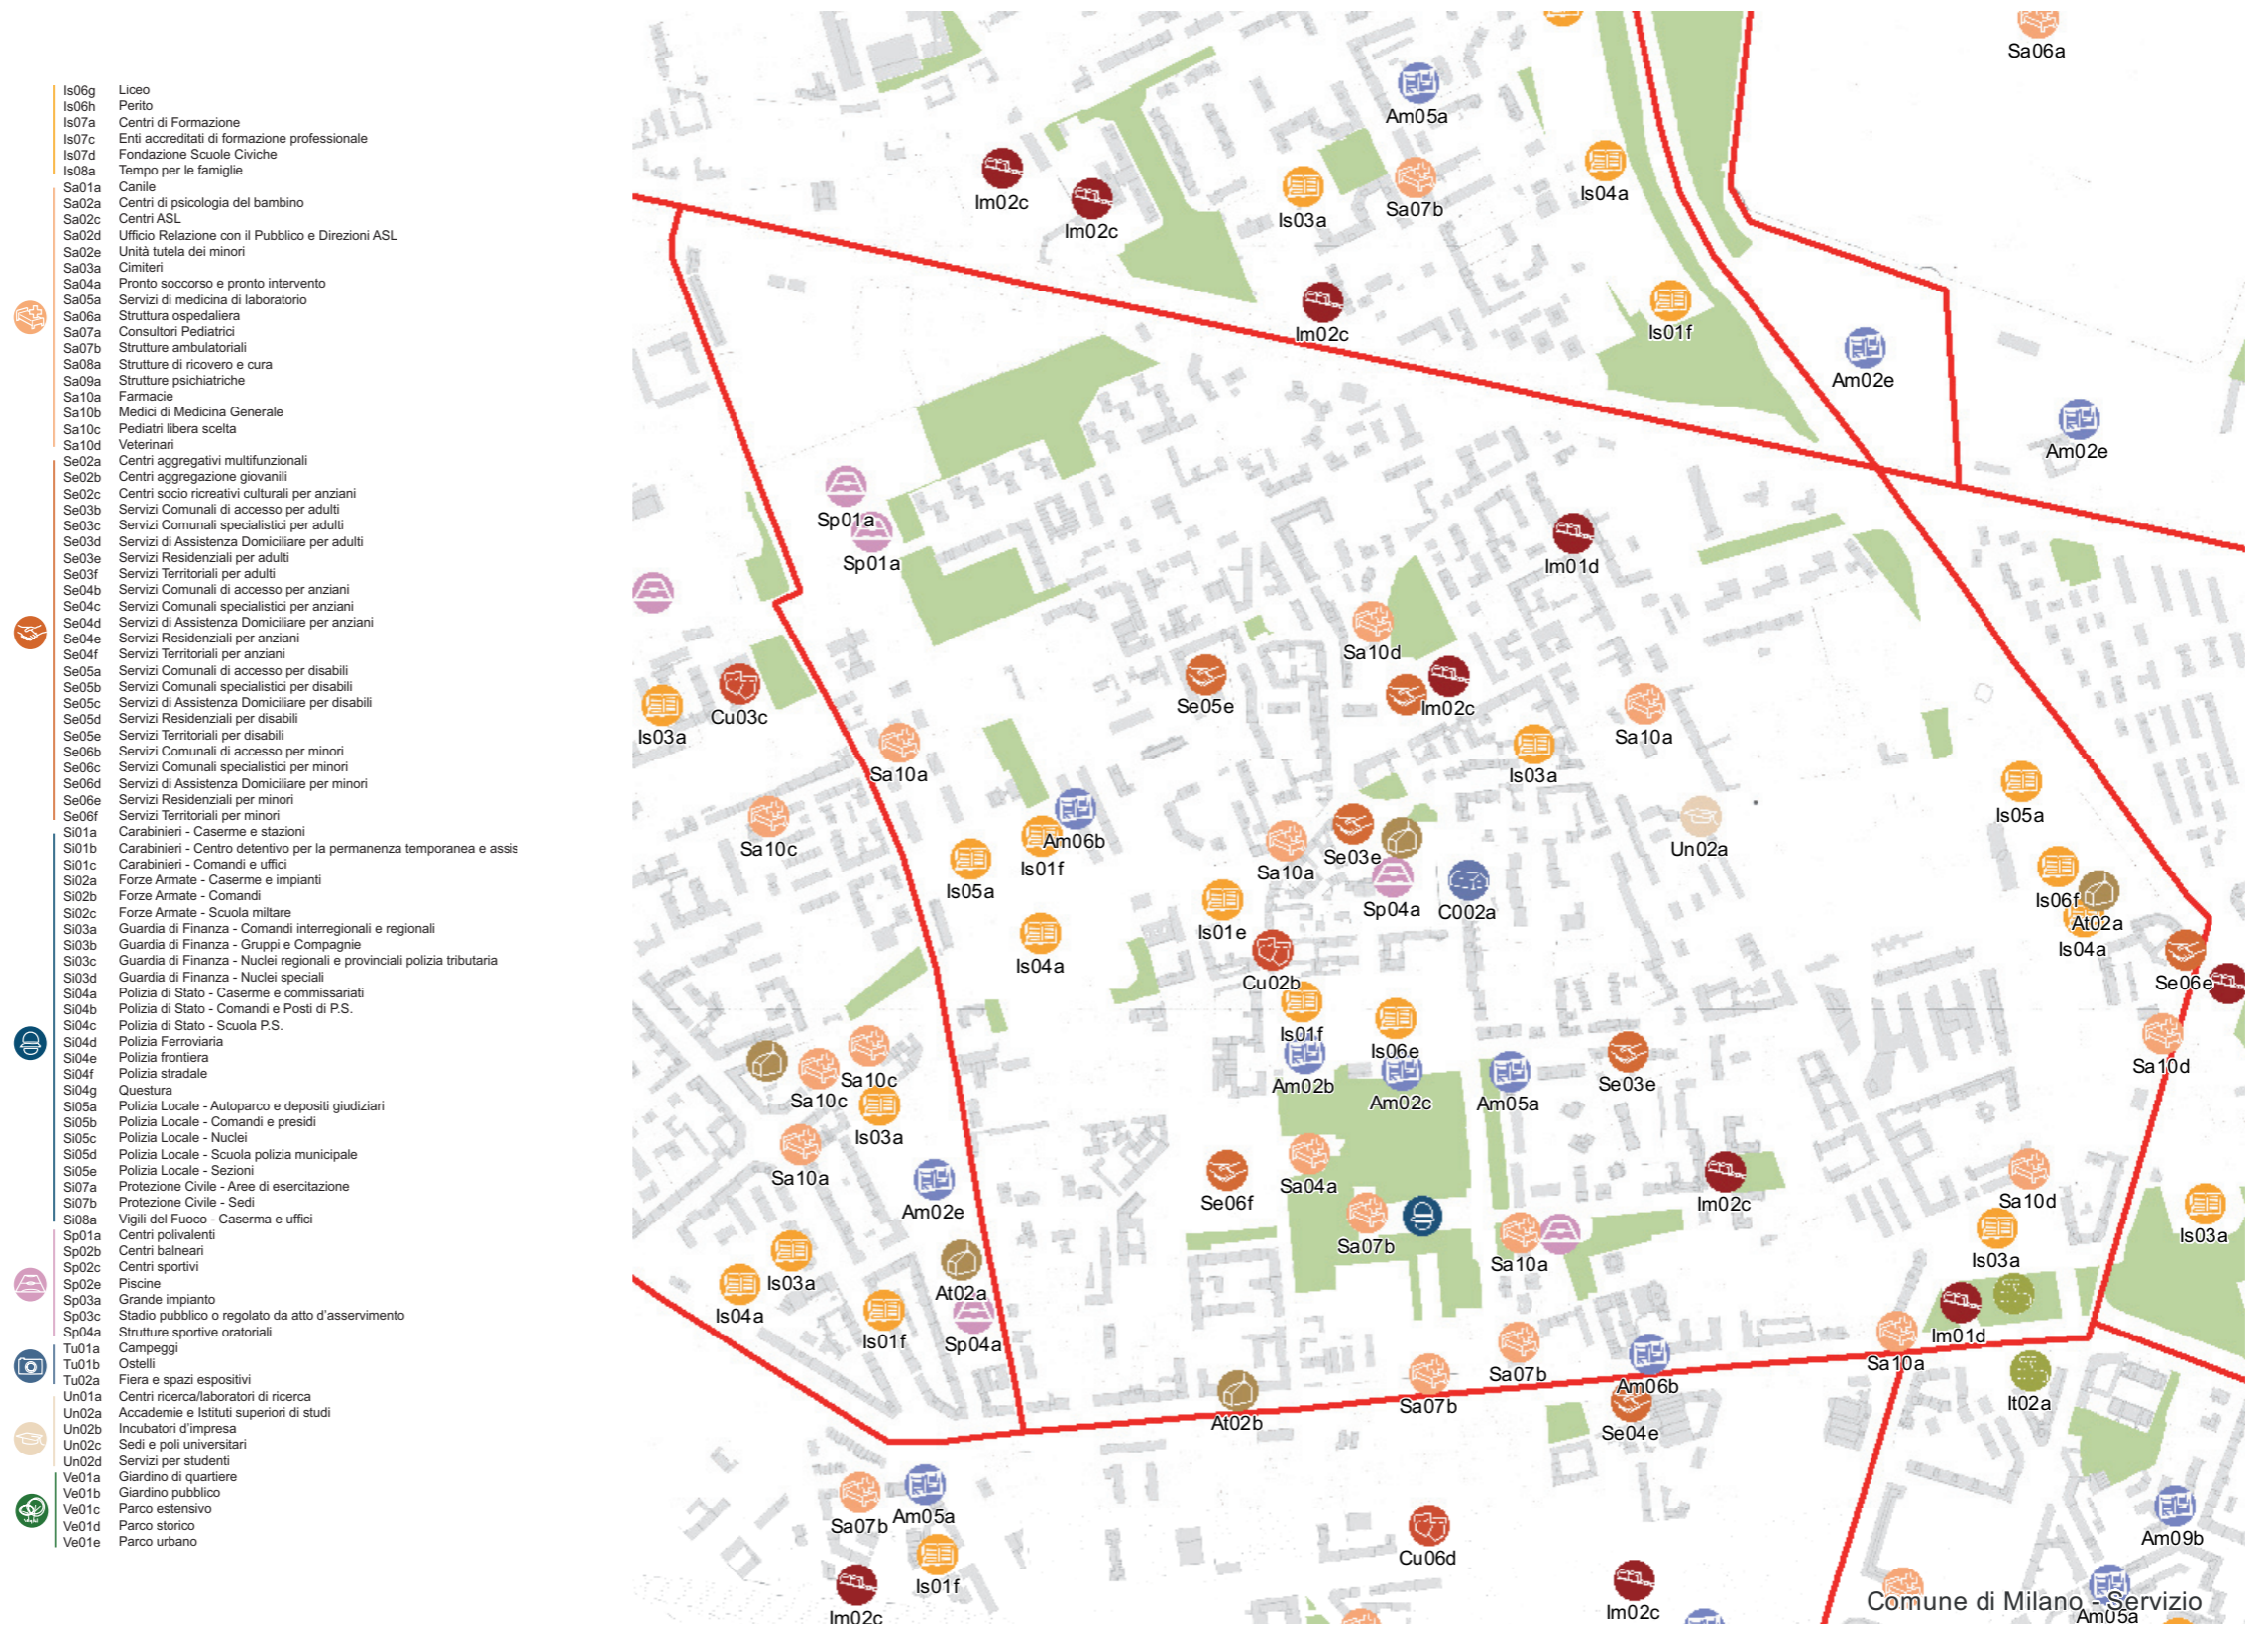 Is06g Liceo
Is06h Perito
Is07a Centri di Formazione
Is07c Enti accreditati di formazione professionale
Is07d Fondazione Scuole Civiche
Is08a Tempo per le famiglie
Sa01a Canile
Sa02a Centri di psicologia del bambino
Sa02c Centri ASL
Sa02d Ufficio Relazione con il Pubblico e Direzioni ASL
Sa02e Unità tutela dei minori
Sa03a Cimiteri
Sa04a Pronto soccorso e pronto intervento
Sa05a Servizi di medicina di laboratorio
Sa06a Struttura ospedaliera
Sa07a Consultori Pediatrici
Sa07b Strutture ambulatoriali
Sa08a Strutture di ricovero e cura
Sa09a Strutture psichiatriche
Sa10a Farmacie
Sa10b Medici di Medicina Generale
Sa10c Pediatri libera scelta
Sa10d Veterinari
Se02a Centri aggregativi multifunzionali
Se02b Centri aggregazione giovani
Se02c Centri socio ricreativi culturali per anziani
Se03b Servizi Comunali di accesso per adulti
Se03c Servizi Comunali specialistici per adulti
Se03d Servizi di Assistenza Domiciliare per adulti
Se03e Servizi Residenziali per adulti
Se03f Servizi Territoriali per adulti
Se04b Servizi Comunali di accesso per anziani
Se04c Servizi Comunali specialistici per anziani
Se04d Servizi di Assistenza Domiciliare per anziani
Se04e Servizi Residenziali per anziani
Se04f Servizi Territoriali per anziani
Se05a Servizi Comunali di accesso per disabili
Se05b Servizi Comunali specialistici per disabili
Se05c Servizi di Assistenza Domiciliare per disabili
Se05d Servizi Residenziali per disabili
Se05e Servizi Territoriali per disabili
Se06b Servizi Comunali di accesso per minori
Se06c Servizi Comunali specialistici per minori
Se06d Servizi di Assistenza Domiciliare per minori
Se06e Servizi Residenziali per minori
Se06f Servizi Territoriali per minori
Si01a Carabinieri - Caserme e stazioni
Si01b Carabinieri - Centro detentivo per la permanenza temporanea e assis
Si01c Carabinieri - Comandi e uffici
Si02a Forze Armate - Caserme e impianti
Si02b Forze Armate - Comandi
Si02c Forze Armate - Scuola miltare
Si03a Guardia di Finanza - Comandi interregionali e regionali
Si03b Guardia di Finanza - Gruppi e Compagnie
Si03c Guardia di Finanza - Nuclei regionali e provinciali polizia tributaria
Si03d Guardia di Finanza - Nuclei speciali
Si04a Polizia di Stato - Caserme e commissariati
Si04b Polizia di Stato - Comandi e Posti di P.S.
Si04c Polizia di Stato - Scuola P.S.
Si04d Polizia Ferroviaria
Si04e Polizia frontiera
Si04f Polizia stradale
Si04g Questura
Si05a Polizia Locale - Autoparco e depositi giudiziari
Si05b Polizia Locale - Comandi e presidi
Si05c Polizia Locale - Nuclei
Si05d Polizia Locale - Scuola polizia municipale
Si05e Polizia Locale - Sezioni
Si07a Protezione Civile - Aree di esercitazione
Si07b Protezione Civile - Sedi
Si08a Vigili del Fuoco - Caserma e uffici
Sp01a Centri polivalenti
Sp02b Centri balneari
Sp02c Centri sportivi
Sp02e Piscine
Sp03a Grande impianto
Sp03c Stadio pubblico o regolato da atto d'asservimento
Sp04a Strutture sportive oratoriali
Tu01a Campeggi
Tu01b Ostelli
Tu02a Fiera e spazi espositivi
Un01a Centri ricerca/laboratori di ricerca
Un02a Accademie e Istituti superiori di studi
Un02b Incubatori d'impresa
Un02c Sedi e poli universitari
Un02d Servizi per studenti
Ve01a Giardino di quartiere
Ve01b Giardino pubblico
Ve01c Parco estensivo
Ve01d Parco storico
Ve01e Parco urbano
Sa06a
Am05a
Im02c
Im02c
Is03a
Sa07b
Is04a
Im02c
Is01f
Am02e
Am02e
Sp01a
Sp01a
Im01d
Sa10d
Se05e
Im02c
Cu03c
Is03a
Sa10a
Sa10a
Is03a
Sa10c
Am06b
Is01f
Is05a
Sa10a
Se03e
Un02a
Is05a
Sp04a
C002a
Is01e
Is06f
At02a
Is04a
Is04a
Cu02b
Se06e
Is01f
Is06e
Am02b
Am02c
Am05a
Se03e
Sa10d
Sa10c
Sa10c
Is03a
Sa10a
Am02e
Se06f
Sa04a
Im02c
Sa10d
Sa07b
Sa10a
Is03a
Is03a
Is03a
Is04a
At02a
Is01f
Sp04a
Im01d
Sa10a
Sa07b
Am06b
Sa07b
At02b
Se04e
It02a
Sa07b
Am05a
Cu06d
Am09b
Is01f
Im02c
Im02c
Comune di Milano - Servizio
Am05a